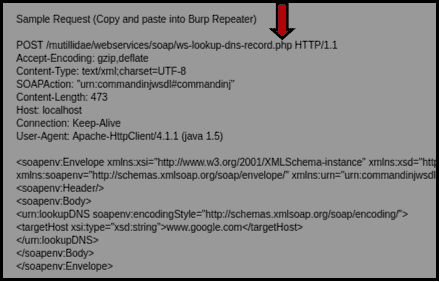 Sample Request (Copy and paste into Burp Repeater)
POST /mutillidae/webservices/soap/ws-lookup-dns-record.php HTTP/1.1
Accept-Encoding: gzip,deflate
Content-Type: text/xml;charset=UTF-8
SOAPAction: "urn:commandinjwsdl#commandinj"
Content-Length: 473
Host: localhost
Connection: Keep-Alive
User-Agent: Apache-HttpClient/4.1.1 (java 1.5)
<soapenv:Envelope xmlns:xsi="http://www.w3.org/2001/XMLSchema-instance" xmlns:xsd="http
xmlns:soapenv="http://schemas.xmlsoap.org/soap/envelope/" xmlns:urn="urn:commandinjwsdl
<soapenv:Header/>
<soapenv:Body>
<urn:lookupDNS soapenv:encodingStyle="http://schemas.xmlsoap.org/soap/encoding/">
<targetHost xsi:type="xsd:string">www.google.com</targetHost>
</urn:lookupDNS>
</soapenv:Body>
</soapenv:Envelope>